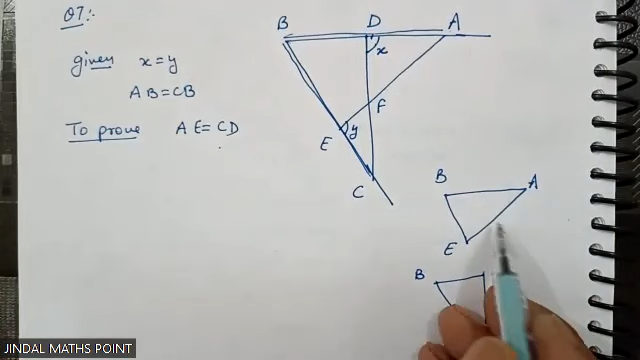 Q7:-
given x=y
AB=CB
To prove AE=CD
B D A
x
F
E y
C
B A
E
B
JINDAL MATHS POINT